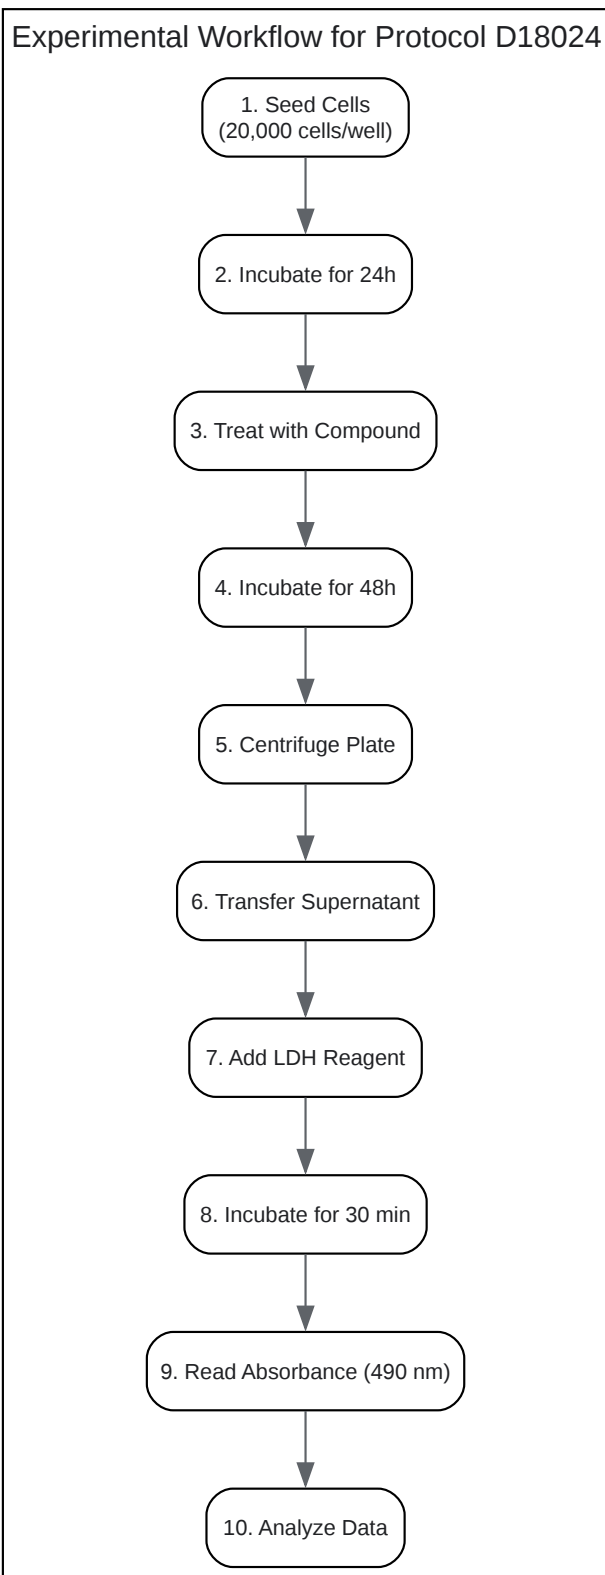 Experimental Workflow for Protocol D18024
1. Seed Cells
(20,000 cells/well)
2. Incubate for 24h
3. Treat with Compound
4. Incubate for 48h
5. Centrifuge Plate
6. Transfer Supernatant
7. Add LDH Reagent
8. Incubate for 30 min
9. Read Absorbance (490 nm)
10. Analyze Data